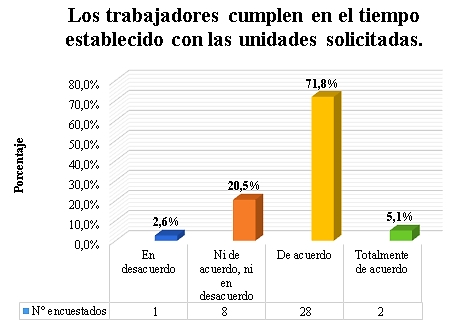 Los trabajadores cumplen en el tiempo
establecido con las unidades solicitadas.
Porcentaje
80,0%
70,0%
60,0%
50,0%
40,0%
30,0%
20,0%
10,0%
0,0%
2,6%
20,5%
71,8%
5,1%
En
desacuerdo
Ni de
acuerdo, ni
en
desacuerdo
De acuerdo
Totalmente
de acuerdo
N° encuestados 1 8 28 2